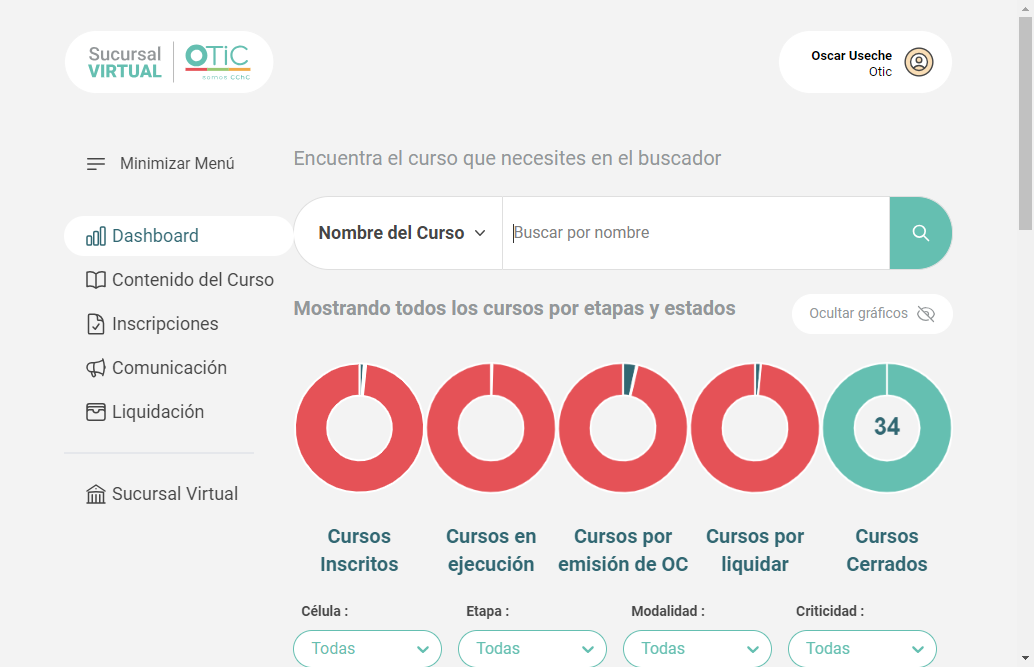 Sucursal
VIRTUAL
OTiC
somos CChC
Oscar Useche
Otic
Minimizar Menú
Dashboard
Contenido del Curso
Inscripciones
Comunicación
Liquidación
Sucursal Virtual
Encuentra el curso que necesites en el buscador
Nombre del Curso
Buscar por nombre
Mostrando todos los cursos por etapas y estados
Ocultar gráficos
34
Cursos
Inscritos
Cursos en
ejecución
Cursos por
emisión de OC
Cursos por
liquidar
Cursos
Cerrados
Célula :
Etapa :
Modalidad :
Criticidad :
Todas
Todas
Todas
Todas